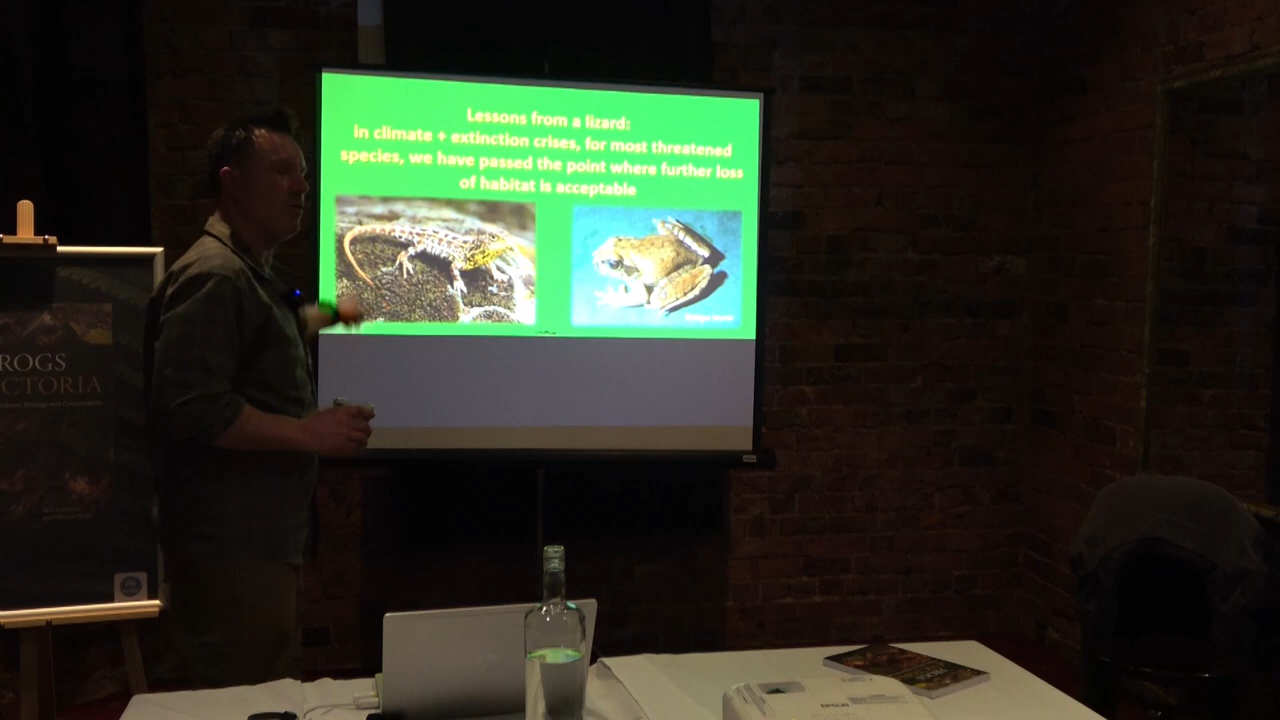 Lessons from a lizard:
in climate + extinction crises, for most threatened
species, we have passed the point where further loss
of habitat is acceptable
ROGS
CTORIA
EPSON